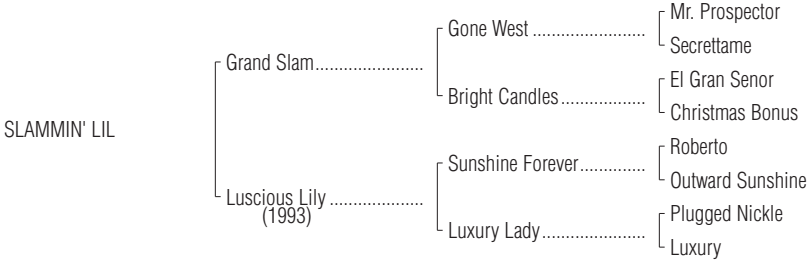 Mr. Prospector
Gone West ........................
Secrettame
Grand Slam.......................
El Gran Senor
Bright Candles..................
Christmas Bonus
SLAMMIN' LIL
Roberto
Sunshine Forever..............
Outward Sunshine
Luscious Lily ....................
(1993)
Plugged Nickle
Luxury Lady......................
Luxury